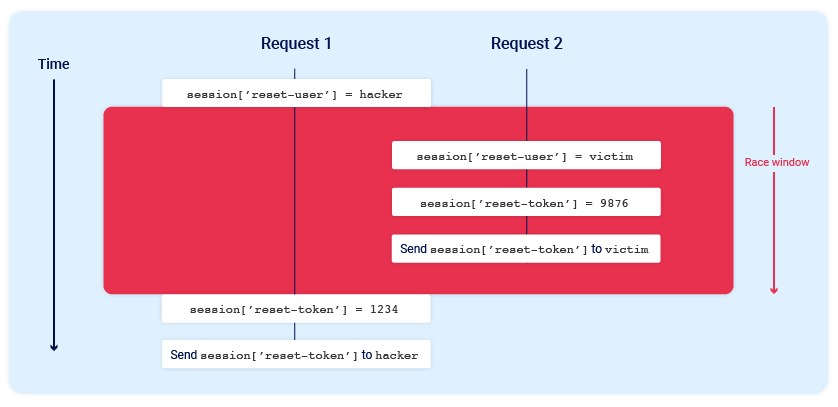 Request 1
Request 2
Time
session['reset-user'] = hacker
session['reset-user'] = victim
Race window
session['reset-token'] = 9876
Send session['reset-token'] to victim
session['reset-token'] = 1234
Send session['reset-token'] to hacker